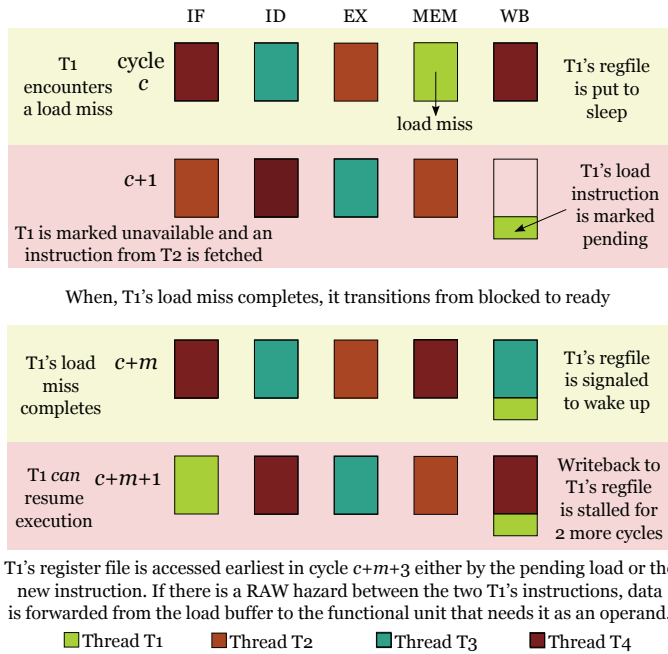 IF ID EX MEM WB
T1 encounters a load miss
cycle c
load miss
T1's regfile is put to sleep
c+1
T1 is marked unavailable and an
instruction from T2 is fetched
T1's load instruction is marked pending
When, T1's load miss completes, it transitions from blocked to ready
T1's load miss completes
c+m
T1's regfile is signaled to wake up
T1 can resume execution
c+m+1
Writeback to T1's regfile is stalled for 2 more cycles
T1's register file is accessed earliest in cycle c+m+3 either by the pending load or the
new instruction. If there is a RAW hazard between the two T1's instructions, data
is forwarded from the load buffer to the functional unit that needs it as an operand.
Thread T1 Thread T2 Thread T3 Thread T4